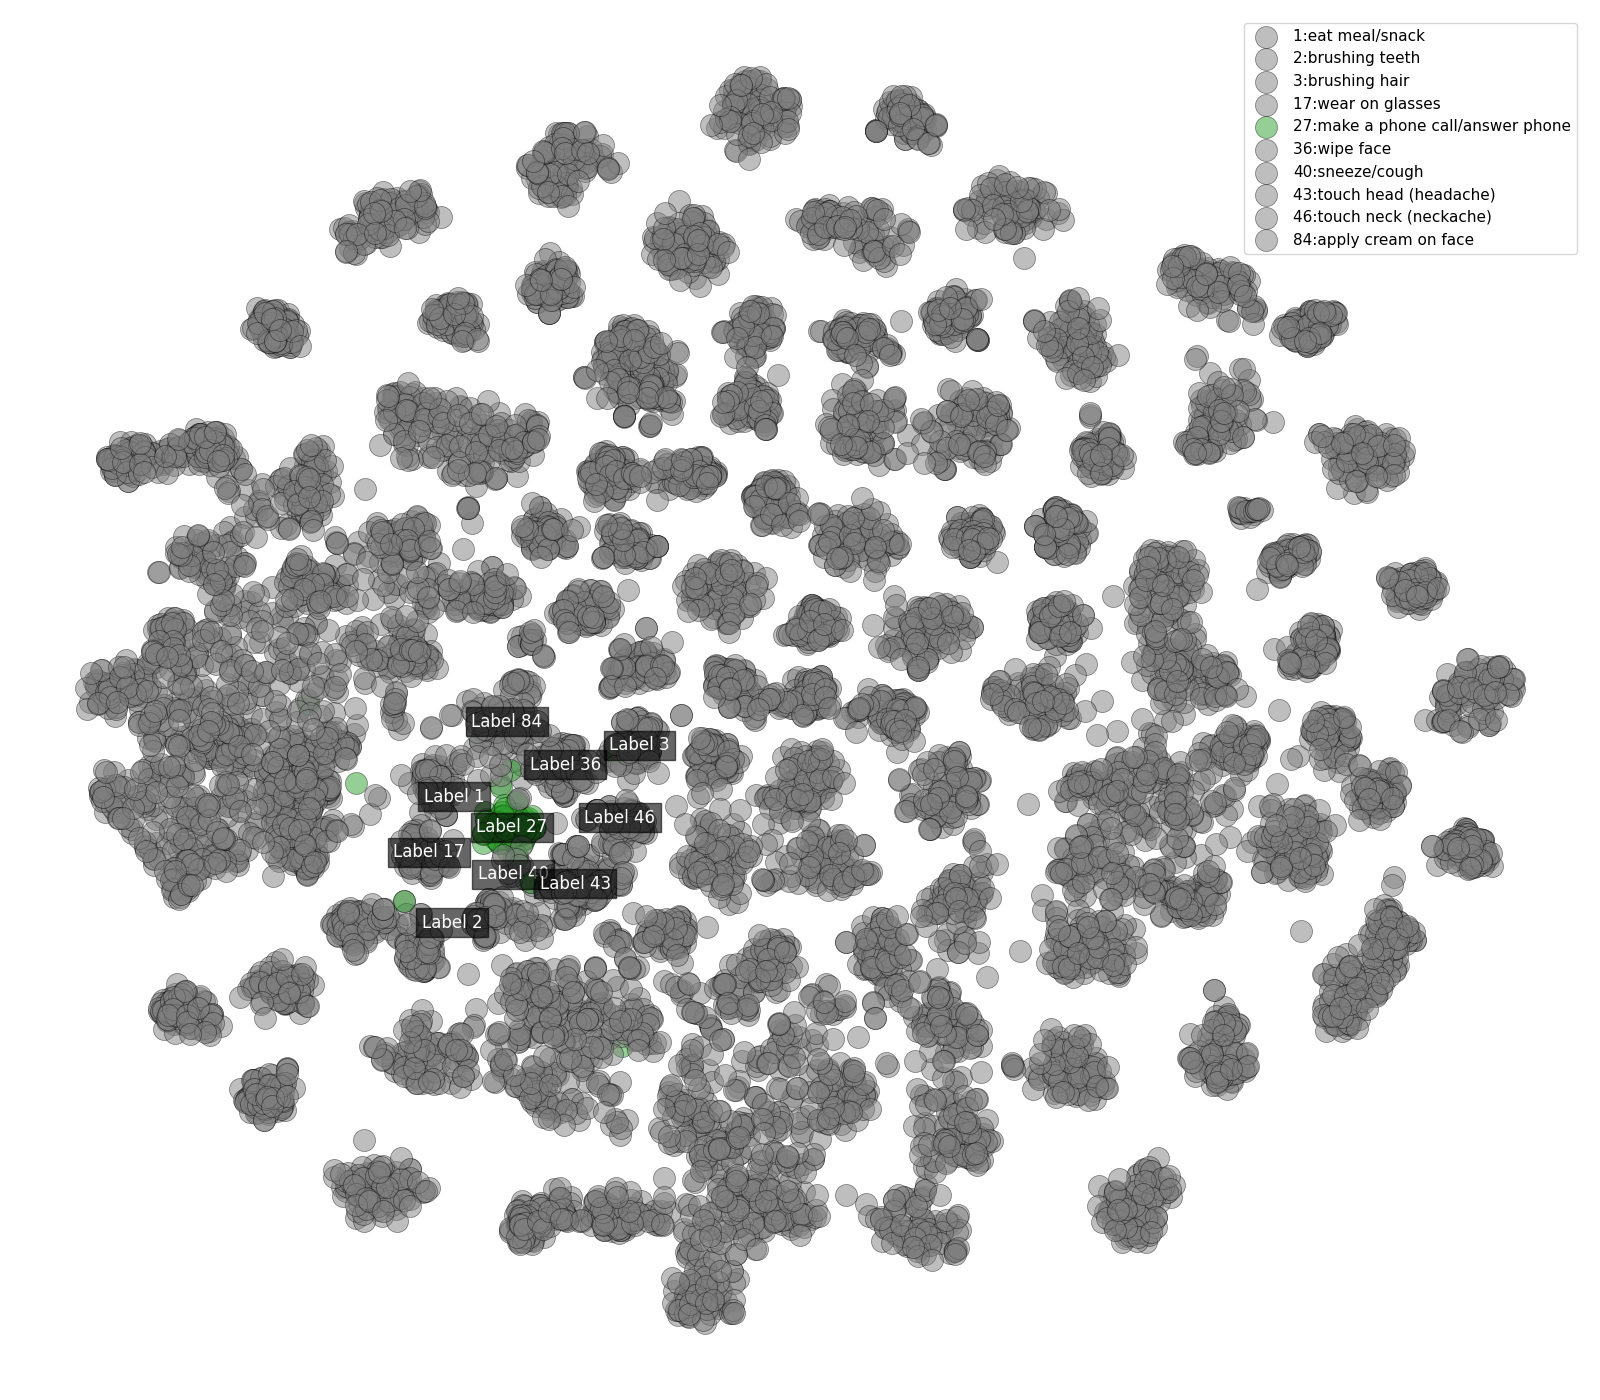 1:eat meal/snack
2:brushing teeth
3:brushing hair
17:wear on glasses
27:make a phone call/answer phone
36:wipe face
40:sneeze/cough
43:touch head (headache)
46:touch neck (neckache)
84:apply cream on face
Label 84
Label 3
Label 36
Label 1
Label 46
Label 27
Label 17
Label 40
Label 43
Label 2